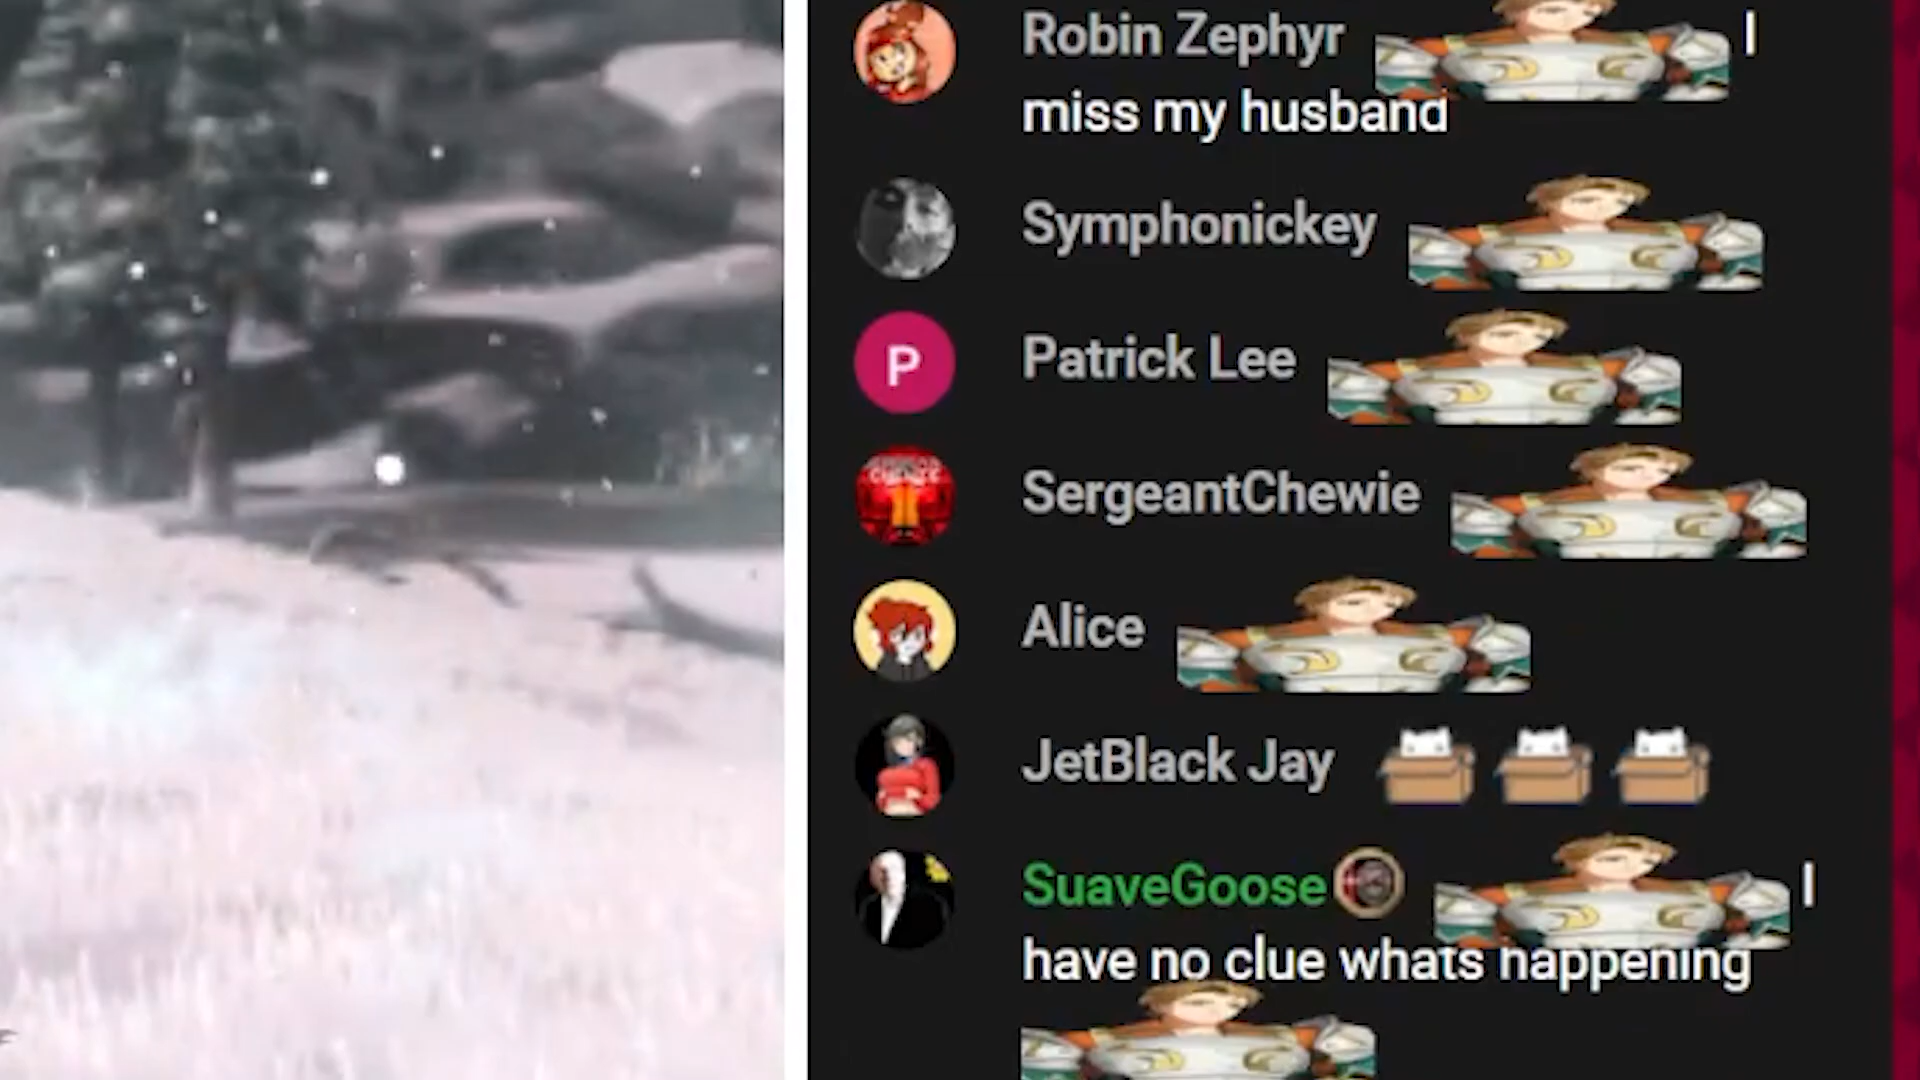 Robin Zephyr I
miss my husband
Symphonickey
P Patrick Lee
SergeantChewie
Alice
JetBlack Jay
SuaveGoose I
have no clue whats happening